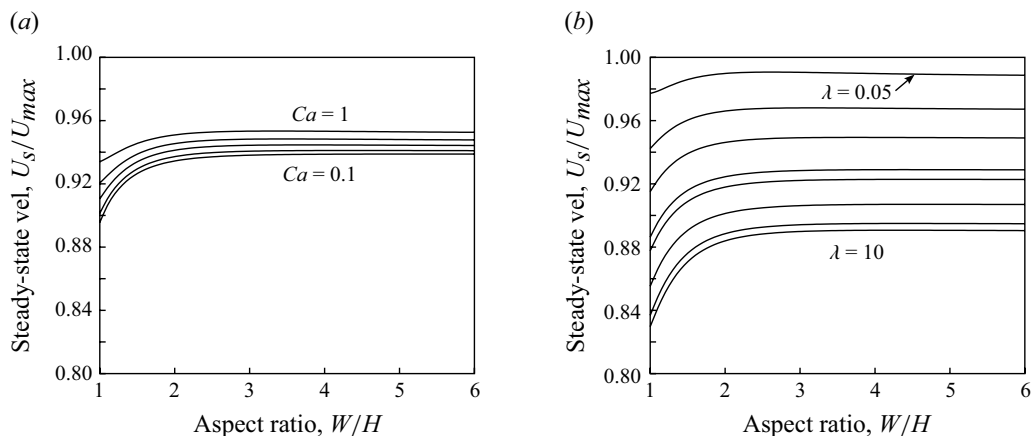 (a)
1.00
0.96
0.92
0.88
0.84
0.80
Steady-state vel, U_s/U_max
Ca = 1
Ca = 0.1
1 2 3 4 5 6
Aspect ratio, W/H
(b)
1.00
0.96
0.92
0.88
0.84
0.80
Steady-state vel, U_s/U_max
λ = 0.05
λ = 10
1 2 3 4 5 6
Aspect ratio, W/H